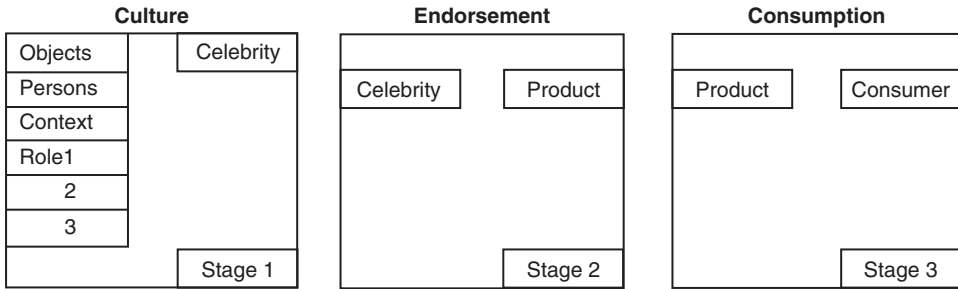 Culture
Objects
Celebrity
Persons
Context
Role1
2
3
Stage 1
Endorsement
Celebrity
Product
Stage 2
Consumption
Product
Consumer
Stage 3